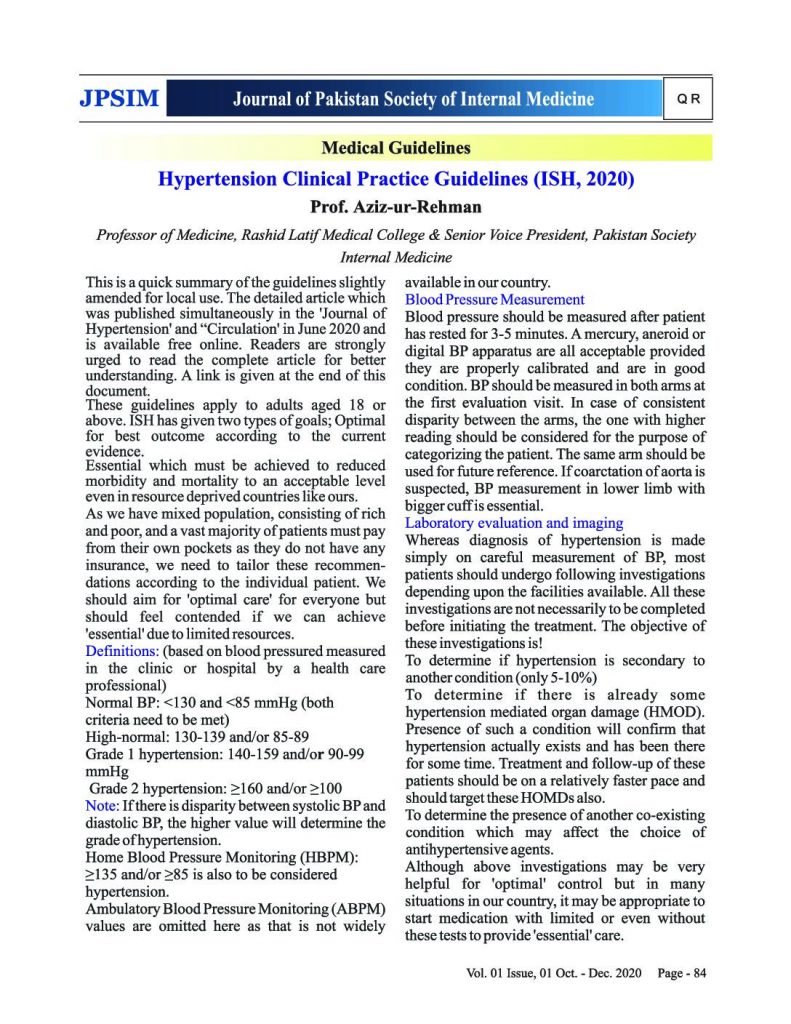 JPSIM
Journal of Pakistan Society of Internal Medicine
QR
Medical Guidelines
Hypertension Clinical Practice Guidelines (ISH, 2020)
Prof. Aziz-ur-Rehman
Professor of Medicine, Rashid Latif Medical College & Senior Voice President, Pakistan Society
Internal Medicine
This is a quick summary of the guidelines slightly
amended for local use. The detailed article which
was published simultaneously in the 'Journal of
Hypertension' and “Circulation' in June 2020 and
is available free online. Readers are strongly
urged to read the complete article for better
understanding. A link is given at the end of this
document.
These guidelines apply to adults aged 18 or
above. ISH has given two types of goals; Optimal
for best outcome according to the current
evidence.
Essential which must be achieved to reduced
morbidity and mortality to an acceptable level
even in resource deprived countries like ours.
As we have mixed population, consisting of rich
and poor, and a vast majority of patients must pay
from their own pockets as they do not have any
insurance, we need to tailor these recommen-
dations according to the individual patient. We
should aim for 'optimal care' for everyone but
should feel contended if we can achieve
'essential' due to limited resources.
Definitions: (based on blood pressured measured
in the clinic or hospital by a health care
professional)
Normal BP: <130 and <85 mmHg (both
criteria need to be met)
High-normal: 130-139 and/or 85-89
Grade 1 hypertension: 140-159 and/or 90-99
mmHg
Grade 2 hypertension: ≥160 and/or ≥100
Note: If there is disparity between systolic BP and
diastolic BP, the higher value will determine the
grade of hypertension.
Home Blood Pressure Monitoring (HBPM):
≥135 and/or ≥85 is also to be considered
hypertension.
Ambulatory Blood Pressure Monitoring (ABPM)
values are omitted here as that is not widely
available in our country.
Blood Pressure Measurement
Blood pressure should be measured after patient
has rested for 3-5 minutes. A mercury, aneroid or
digital BP apparatus are all acceptable provided
they are properly calibrated and are in good
condition. BP should be measured in both arms at
the first evaluation visit. In case of consistent
disparity between the arms, the one with higher
reading should be considered for the purpose of
categorizing the patient. The same arm should be
used for future reference. If coarctation of aorta is
suspected, BP measurement in lower limb with
bigger cuff is essential.
Laboratory evaluation and imaging
Whereas diagnosis of hypertension is made
simply on careful measurement of BP, most
patients should undergo following investigations
depending upon the facilities available. All these
investigations are not necessarily to be completed
before initiating the treatment. The objective of
these investigations is!
To determine if hypertension is secondary to
another condition (only 5-10%)
To determine if there is already some
hypertension mediated organ damage (HMOD).
Presence of such a condition will confirm that
hypertension actually exists and has been there
for some time. Treatment and follow-up of these
patients should be on a relatively faster pace and
should target these HOMDs also.
To determine the presence of another co-existing
condition which may affect the choice of
antihypertensive agents.
Although above investigations may be very
helpful for 'optimal' control but in many
situations in our country, it may be appropriate to
start medication with limited or even without
these tests to provide 'essential' care.
Vol. 01 Issue, 01 Oct. - Dec. 2020 Page - 84